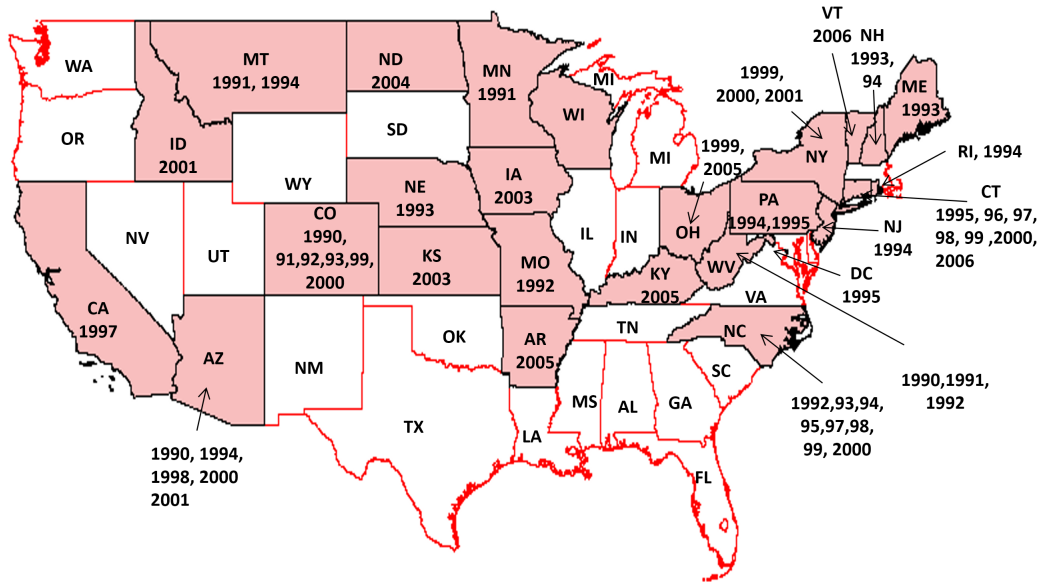 VT
2006
NH
1993,
94
WA
MT
1991, 1994
ND
2004
MN
1991
MI
1999,
2000, 2001
ME
1993
OR
ID
2001
SD
WI
MI
1999,
2005
NY
RI, 1994
WY
NE
1993
IA
2003
PA
1994,1995
CT
1995, 96, 97,
98, 99 ,2000,
2006
NJ
1994
NV
UT
CO
1990,
91,92,93,99,
2000
KS
2003
MO
1992
IL
IN
OH
WV
DC
1995
KY
2005
VA
CA
1997
AZ
NM
OK
AR
2005
TN
NC
SC
1990,1991,
1992
MS
AL
GA
1992,93,94,
95,97,98,
99, 2000
TX
LA
1990, 1994,
1998, 2000
2001
FL